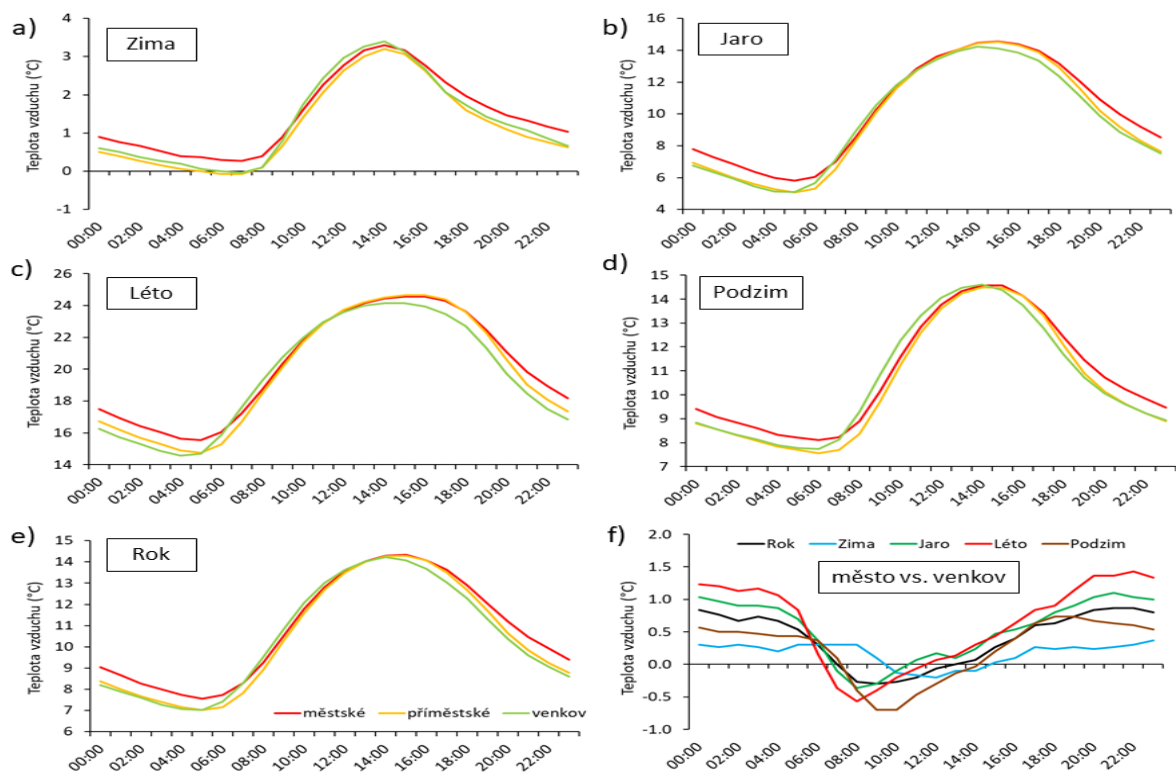 a)
Zima
Teplota vzduchu (°C)
4
3
2
1
0
-1
00:00 02:00 04:00 06:00 08:00 10:00 12:00 14:00 16:00 18:00 20:00 22:00
b)
Jaro
Teplota vzduchu (°C)
16
14
12
10
8
6
4
00:00 02:00 04:00 06:00 08:00 10:00 12:00 14:00 16:00 18:00 20:00 22:00
c)
Léto
Teplota vzduchu (°C)
26
24
22
20
18
16
14
00:00 02:00 04:00 06:00 08:00 10:00 12:00 14:00 16:00 18:00 20:00 22:00
d)
Podzim
Teplota vzduchu (°C)
15
14
13
12
11
10
9
8
7
00:00 02:00 04:00 06:00 08:00 10:00 12:00 14:00 16:00 18:00 20:00 22:00
e)
Rok
Teplota vzduchu (°C)
15
14
13
12
11
10
9
8
7
6
městské příměstské venkov
00:00 02:00 04:00 06:00 08:00 10:00 12:00 14:00 16:00 18:00 20:00 22:00
f)
Rok Zima Jaro Léto Podzim
město vs. venkov
Teplota vzduchu (°C)
2.0
1.5
1.0
0.5
0.0
-0.5
-1.0
00:00 02:00 04:00 06:00 08:00 10:00 12:00 14:00 16:00 18:00 20:00 22:00